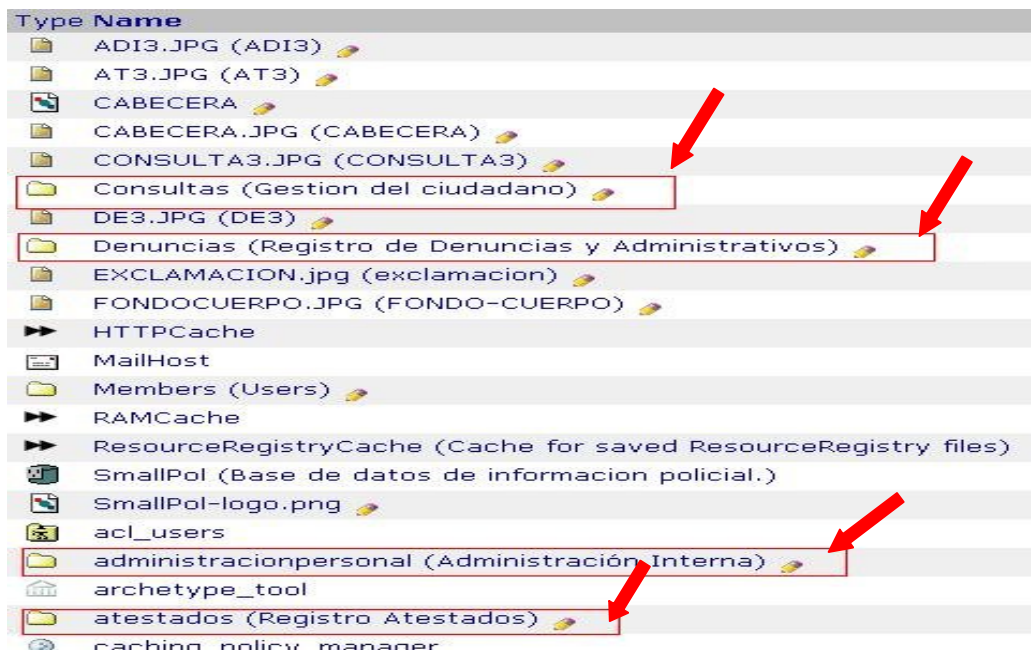 Type Name
ADI3.JPG (ADI3)
AT3.JPG (AT3)
CABECERA
CABECERA.JPG (CABECERA)
CONSULTA3.JPG (CONSULTA3)
Consultas (Gestion del ciudadano)
DE3.JPG (DE3)
Denuncias (Registro de Denuncias y Administrativos)
EXCLAMACION.jpg (exclamacion)
FONDOCUERPO.JPG (FONDO-CUERPO)
HTTPCache
MailHost
Members (Users)
RAMCache
ResourceRegistryCache (Cache for saved ResourceRegistry files)
SmallPol (Base de datos de informacion policial.)
SmallPol-logo.png
acl_users
administracionpersonal (Administración Interna)
archetype_tool
atestados (Registro Atestados)
caching_policy_manager